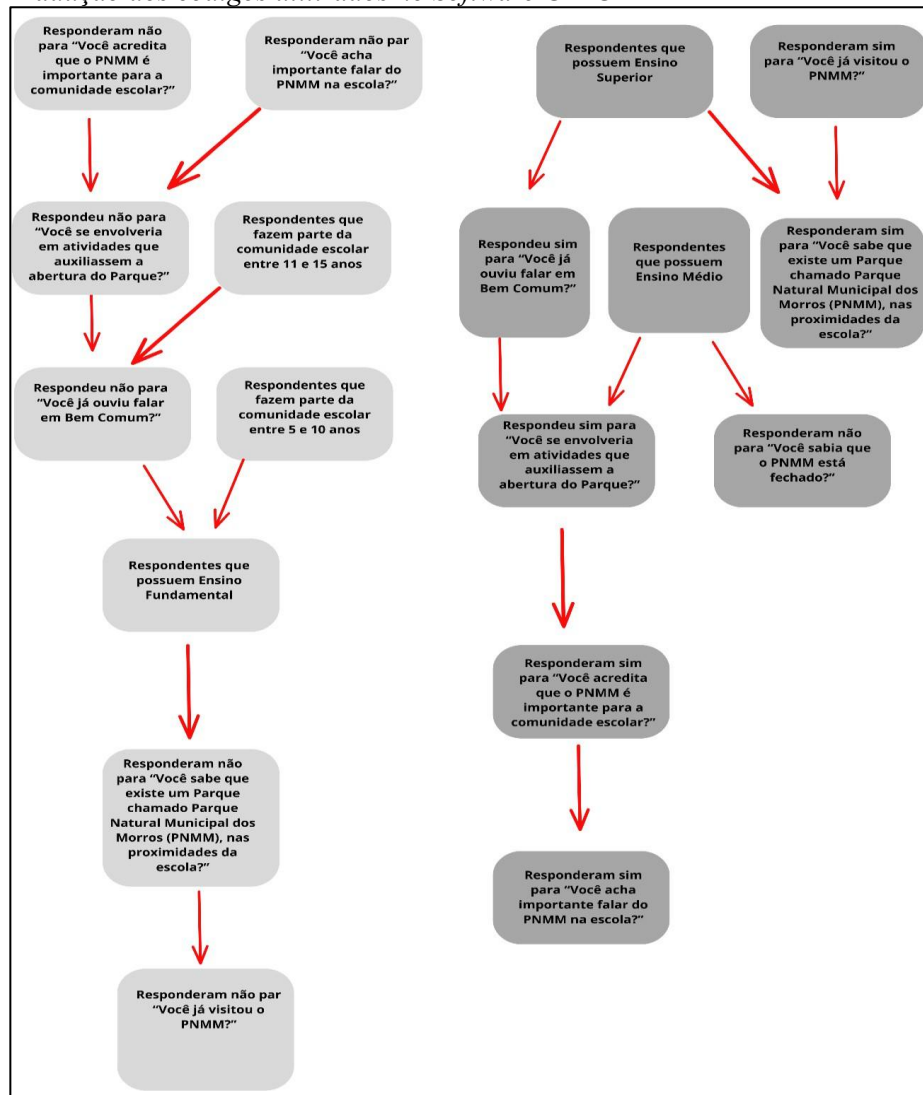 Responderam não
para “Você acredita
que o PNMM é
importante para a
comunidade escolar?”
Responderam não par
“Você acha
importante falar do
PNMM na escola?”
Respondentes que
possuem Ensino
Superior
Responderam sim
para “Você já visitou o
PNMM?”
Respondeu não para
“Você se envolveria
em atividades que
auxiliassem a
abertura do Parque?”
Respondentes que
fazem parte da
comunidade escolar
entre 11 e 15 anos
Respondeu sim
para “Você já
ouviu falar em
Bem Comum?”
Respondentes
que possuem
Ensino Médio
Responderam sim
para “Você sabe que
existe um Parque
chamado Parque
Natural Municipal dos
Morros (PNMM), nas
proximidades da
escola?”
Respondeu não para
“Você já ouviu falar
em Bem Comum?”
Respondentes que
fazem parte da
comunidade escolar
entre 5 e 10 anos
Respondeu sim para
“Você se envolveria
em atividades que
auxiliassem a
abertura do Parque?”
Responderam não
para “Você sabia que
o PNMM está
fechado?”
Respondentes que
possuem Ensino
Fundamental
Responderam sim
para “Você acredita
que o PNMM é
importante para a
comunidade escolar?”
Responderam não
para “Você sabe que
existe um Parque
chamado Parque
Natural Municipal dos
Morros (PNMM), nas
proximidades da
escola?”
Responderam sim
para “Você acha
importante falar do
PNMM na escola?”
Responderam não par
“Você já visitou o
PNMM?”